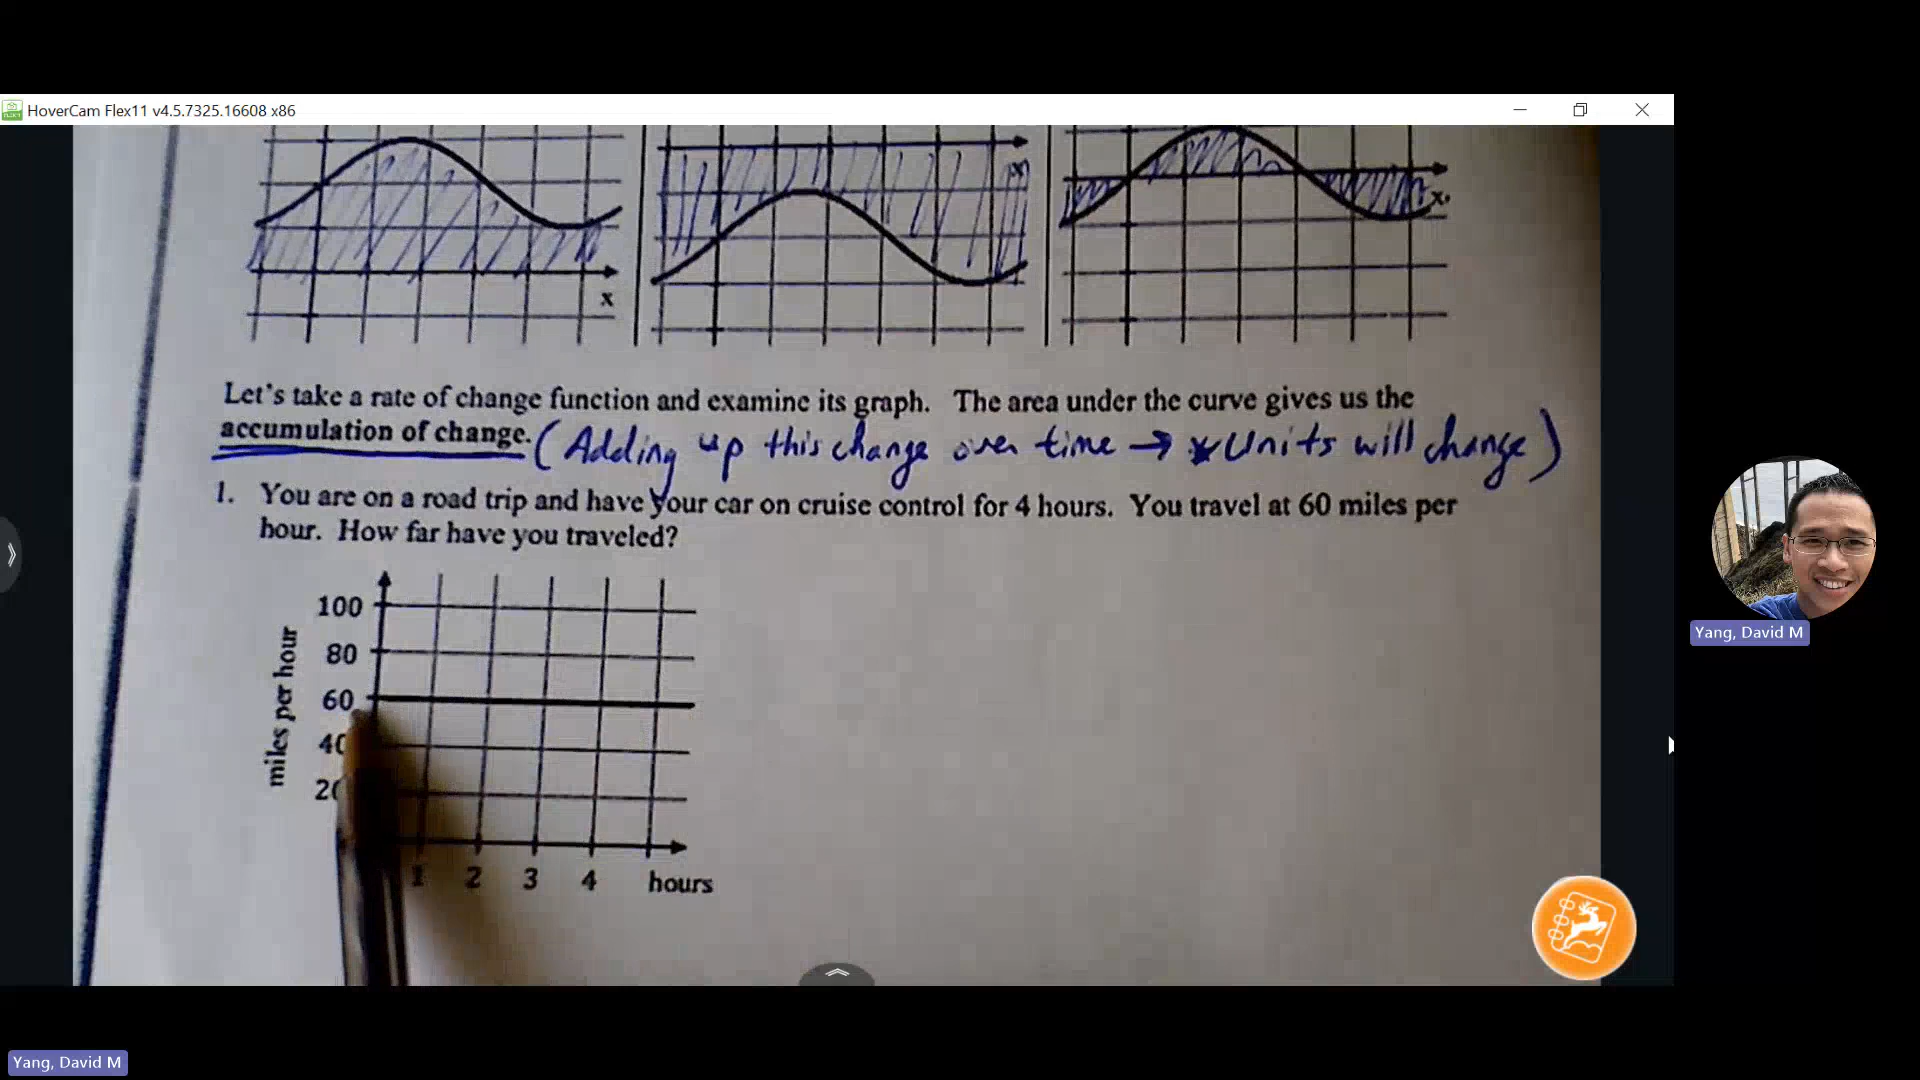 HoverCam Flex11 v4.5.7325.16608 x86
x
x
x.
Let's take a rate of change function and examine its graph. The area under the curve gives us the
accumulation of change. (Adding up this change over time → *Units will change)
1. You are on a road trip and have your car on cruise control for 4 hours. You travel at 60 miles per
hour. How far have you traveled?
100
80
60
40
20
miles per hour
1 2 3 4 hours
Yang, David M
Yang, David M